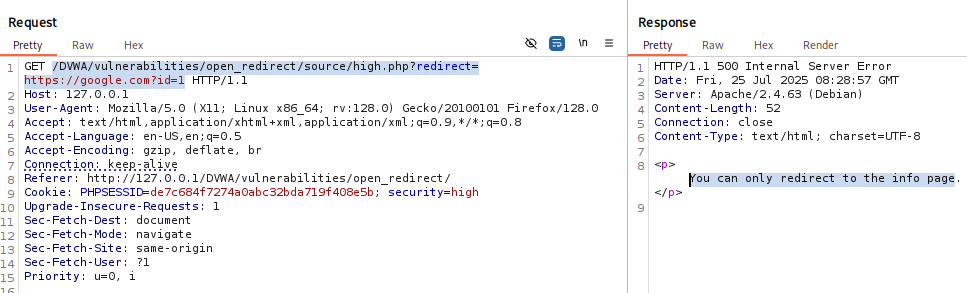 Request
Pretty Raw Hex
\n
1 GET /DVWA/vulnerabilities/open_redirect/source/high.php?redirect=
https://google.com?id=1 HTTP/1.1
2 Host: 127.0.0.1
3 User-Agent: Mozilla/5.0 (X11; Linux x86_64; rv:128.0) Gecko/20100101 Firefox/128.0
4 Accept: text/html,application/xhtml+xml,application/xml;q=0.9,*/*;q=0.8
5 Accept-Language: en-US,en;q=0.5
6 Accept-Encoding: gzip, deflate, br
7 Connection: keep-alive
8 Referer: http://127.0.0.1/DVWA/vulnerabilities/open_redirect/
9 Cookie: PHPSESSID=de7c684f7274a0abc32bda719f408e5b; security=high
10 Upgrade-Insecure-Requests: 1
11 Sec-Fetch-Dest: document
12 Sec-Fetch-Mode: navigate
13 Sec-Fetch-Site: same-origin
14 Sec-Fetch-User: ?1
15 Priority: u=0, i
16
Response
Pretty Raw Hex Render
1 HTTP/1.1 500 Internal Server Error
2 Date: Fri, 25 Jul 2025 08:28:57 GMT
3 Server: Apache/2.4.63 (Debian)
4 Content-Length: 52
5 Connection: close
6 Content-Type: text/html; charset=UTF-8
7
8 <p>
You can only redirect to the info page.
</p>
9